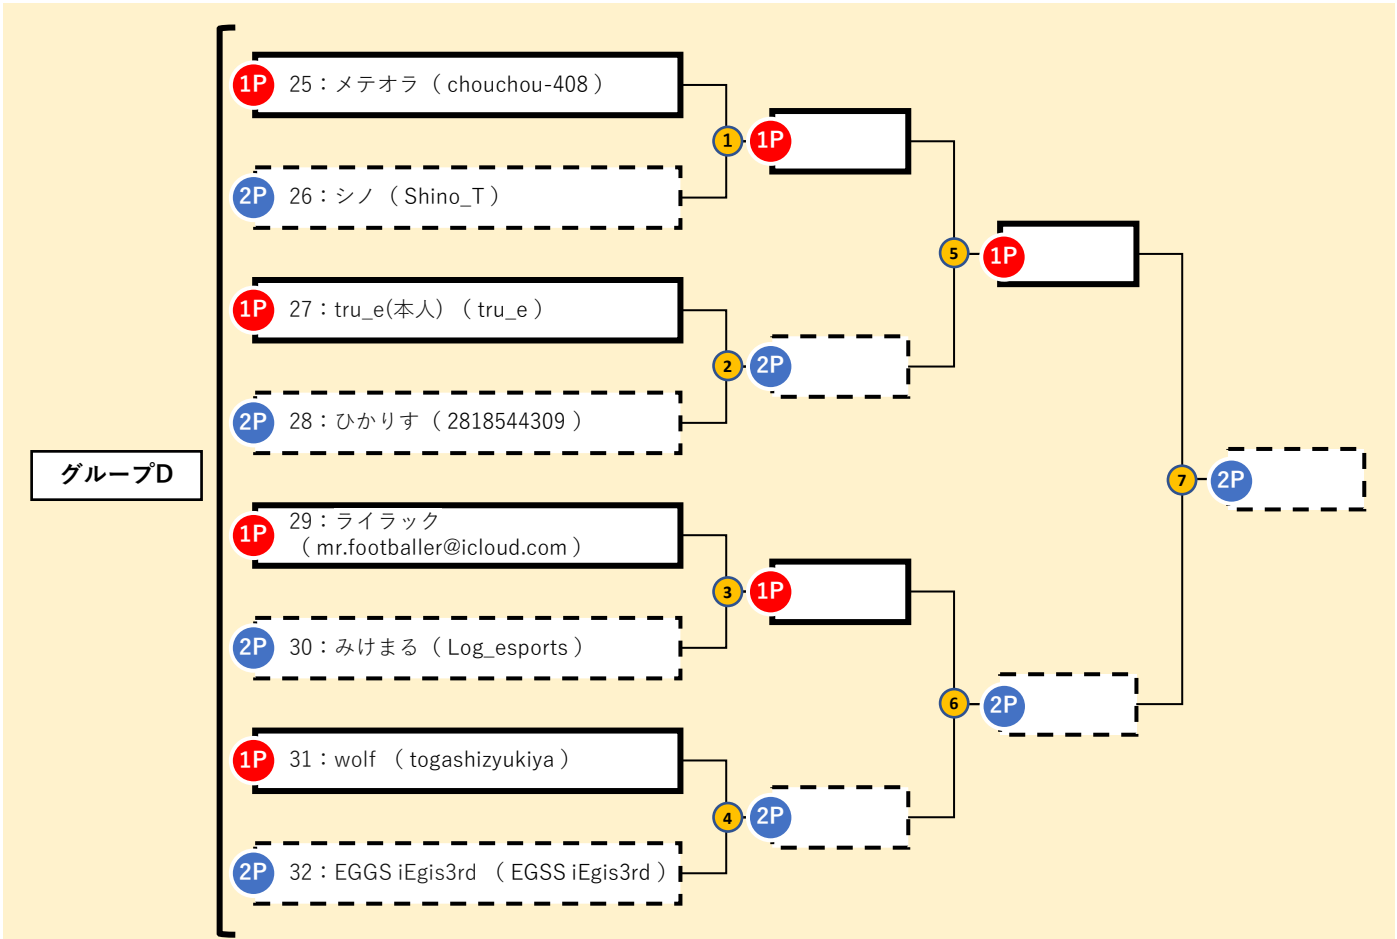 1P
25：メテオラ（ chouchou-408 ）
1
1P
2P
26：シノ（ Shino_T ）
5
1P
1P
27：tru_e(本人)　（ tru_e ）
2
2P
2P
28：ひかりす（ 2818544309 ）
グループD
7
2P
1P
29：ライラック
（ mr.footballer@icloud.com ）
3
1P
2P
30：みけまる（ Log_esports ）
6
2P
1P
31：wolf　（ togashizyukiya ）
4
2P
2P
32：EGGS iEgis3rd　（ EGSS iEgis3rd ）